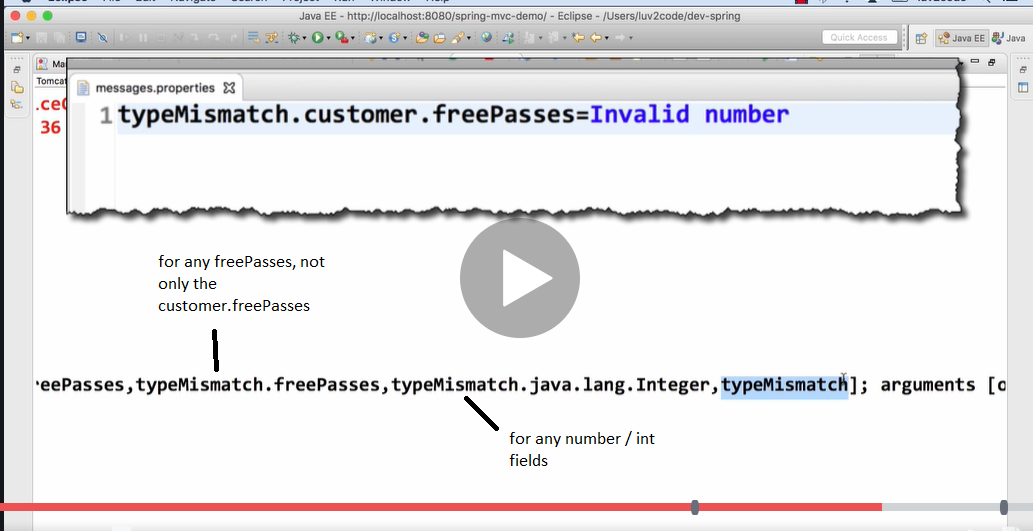 Java EE - http://localhost:8080/spring-mvc-demo/ - Eclipse - /Users/luv2code/dev-spring
Quick Access
Java EE
Java
Tomcat
messages.properties
36
1 typeMismatch.customer.freePasses=Invalid number
for any freePasses, not
only the
customer.freePasses
reePasses,typeMismatch.freePasses,typeMismatch.java.lang.Integer,typeMismatch]; arguments [o
for any number / int
fields